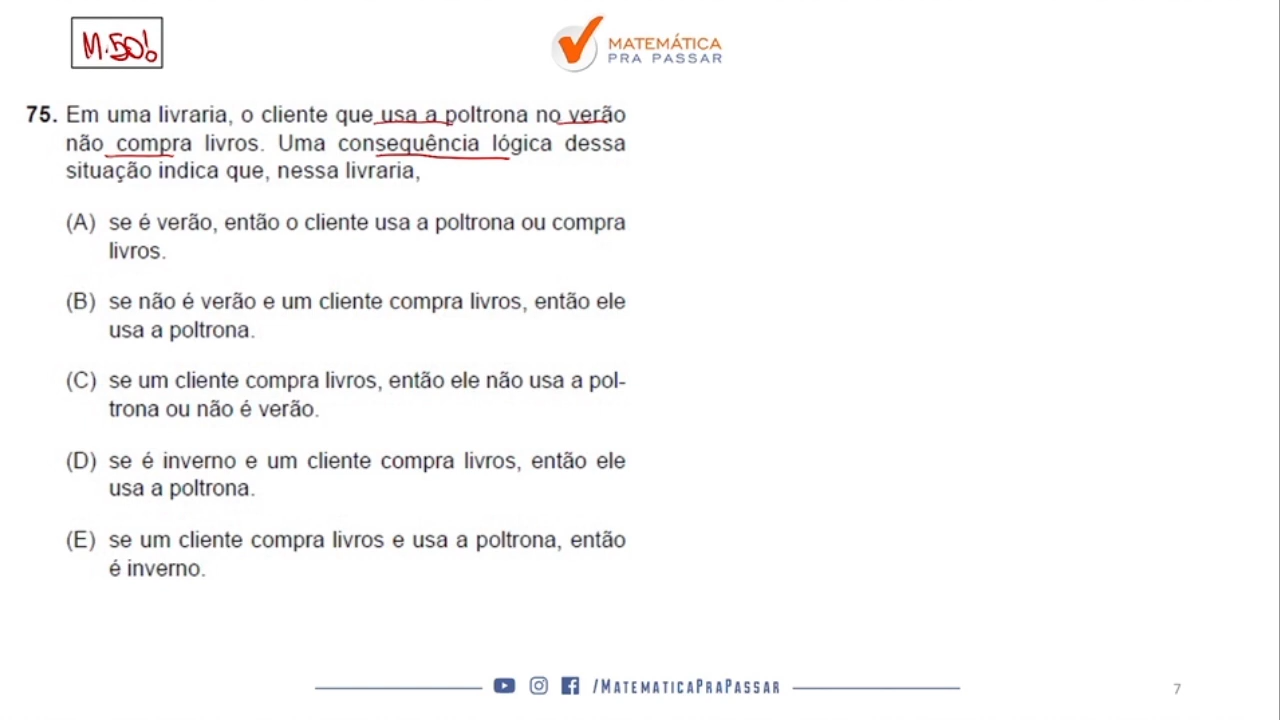 M.50!
MATEMÁTICA
PRA PASSAR
75. Em uma livraria, o cliente que usa a poltrona no verão
não compra livros. Uma consequência lógica dessa
situação indica que, nessa livraria,
(A) se é verão, então o cliente usa a poltrona ou compra
livros.
(B) se não é verão e um cliente compra livros, então ele
usa a poltrona.
(C) se um cliente compra livros, então ele não usa a pol-
trona ou não é verão.
(D) se é inverno e um cliente compra livros, então ele
usa a poltrona.
(E) se um cliente compra livros e usa a poltrona, então
é inverno.
/MATEMATICAPRAPASSAR
7